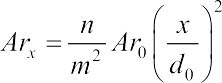 Ar_x = \frac{n}{m^2} Ar_0 \left( \frac{x}{d_0} \right)^2